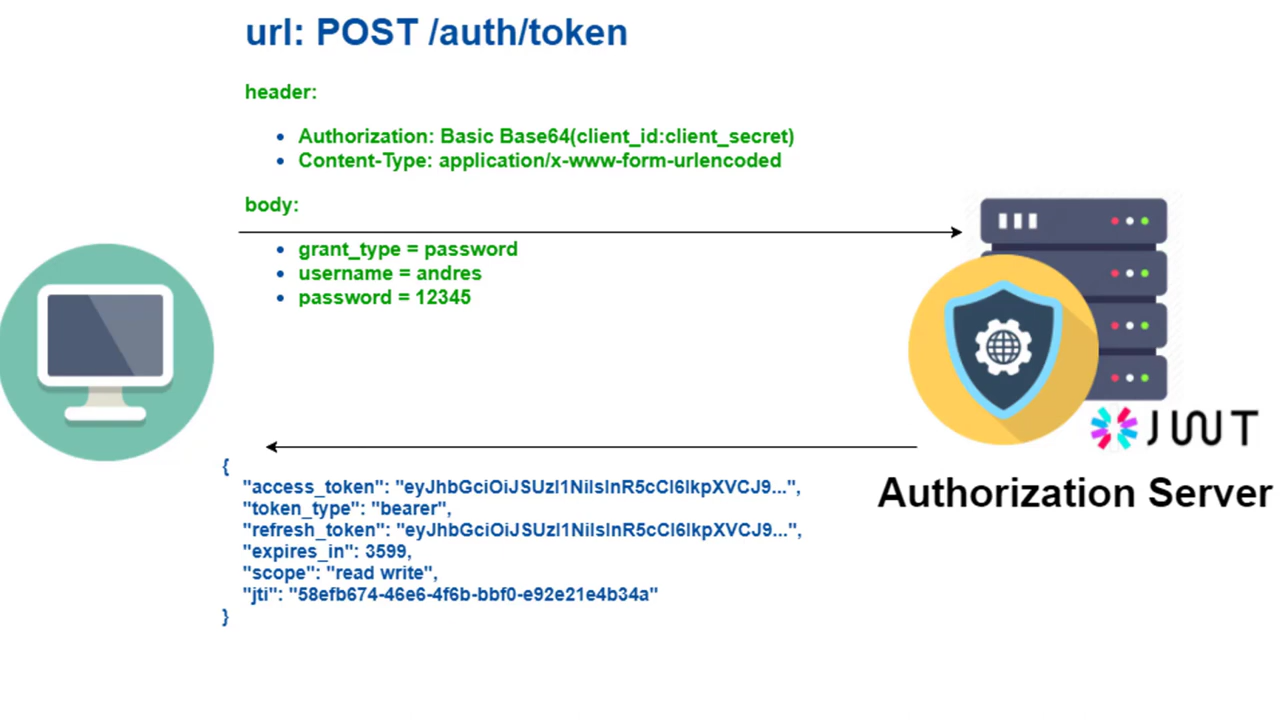 url: POST /auth/token
header:
Authorization: Basic Base64(client_id:client_secret)
Content-Type: application/x-www-form-urlencoded
body:
grant_type = password
username = andres
password = 12345
JWT
Authorization Server
{
"access_token": "eyJhbGciOiJSUzI1NiIsInR5cCI6IkpXVCJ9...",
"token_type": "bearer",
"refresh_token": "eyJhbGciOiJSUzI1NiIsInR5cCI6IkpXVCJ9...",
"expires_in": 3599,
"scope": "read write",
"jti": "58efb674-46e6-4f6b-bbf0-e92e21e4b34a"
}